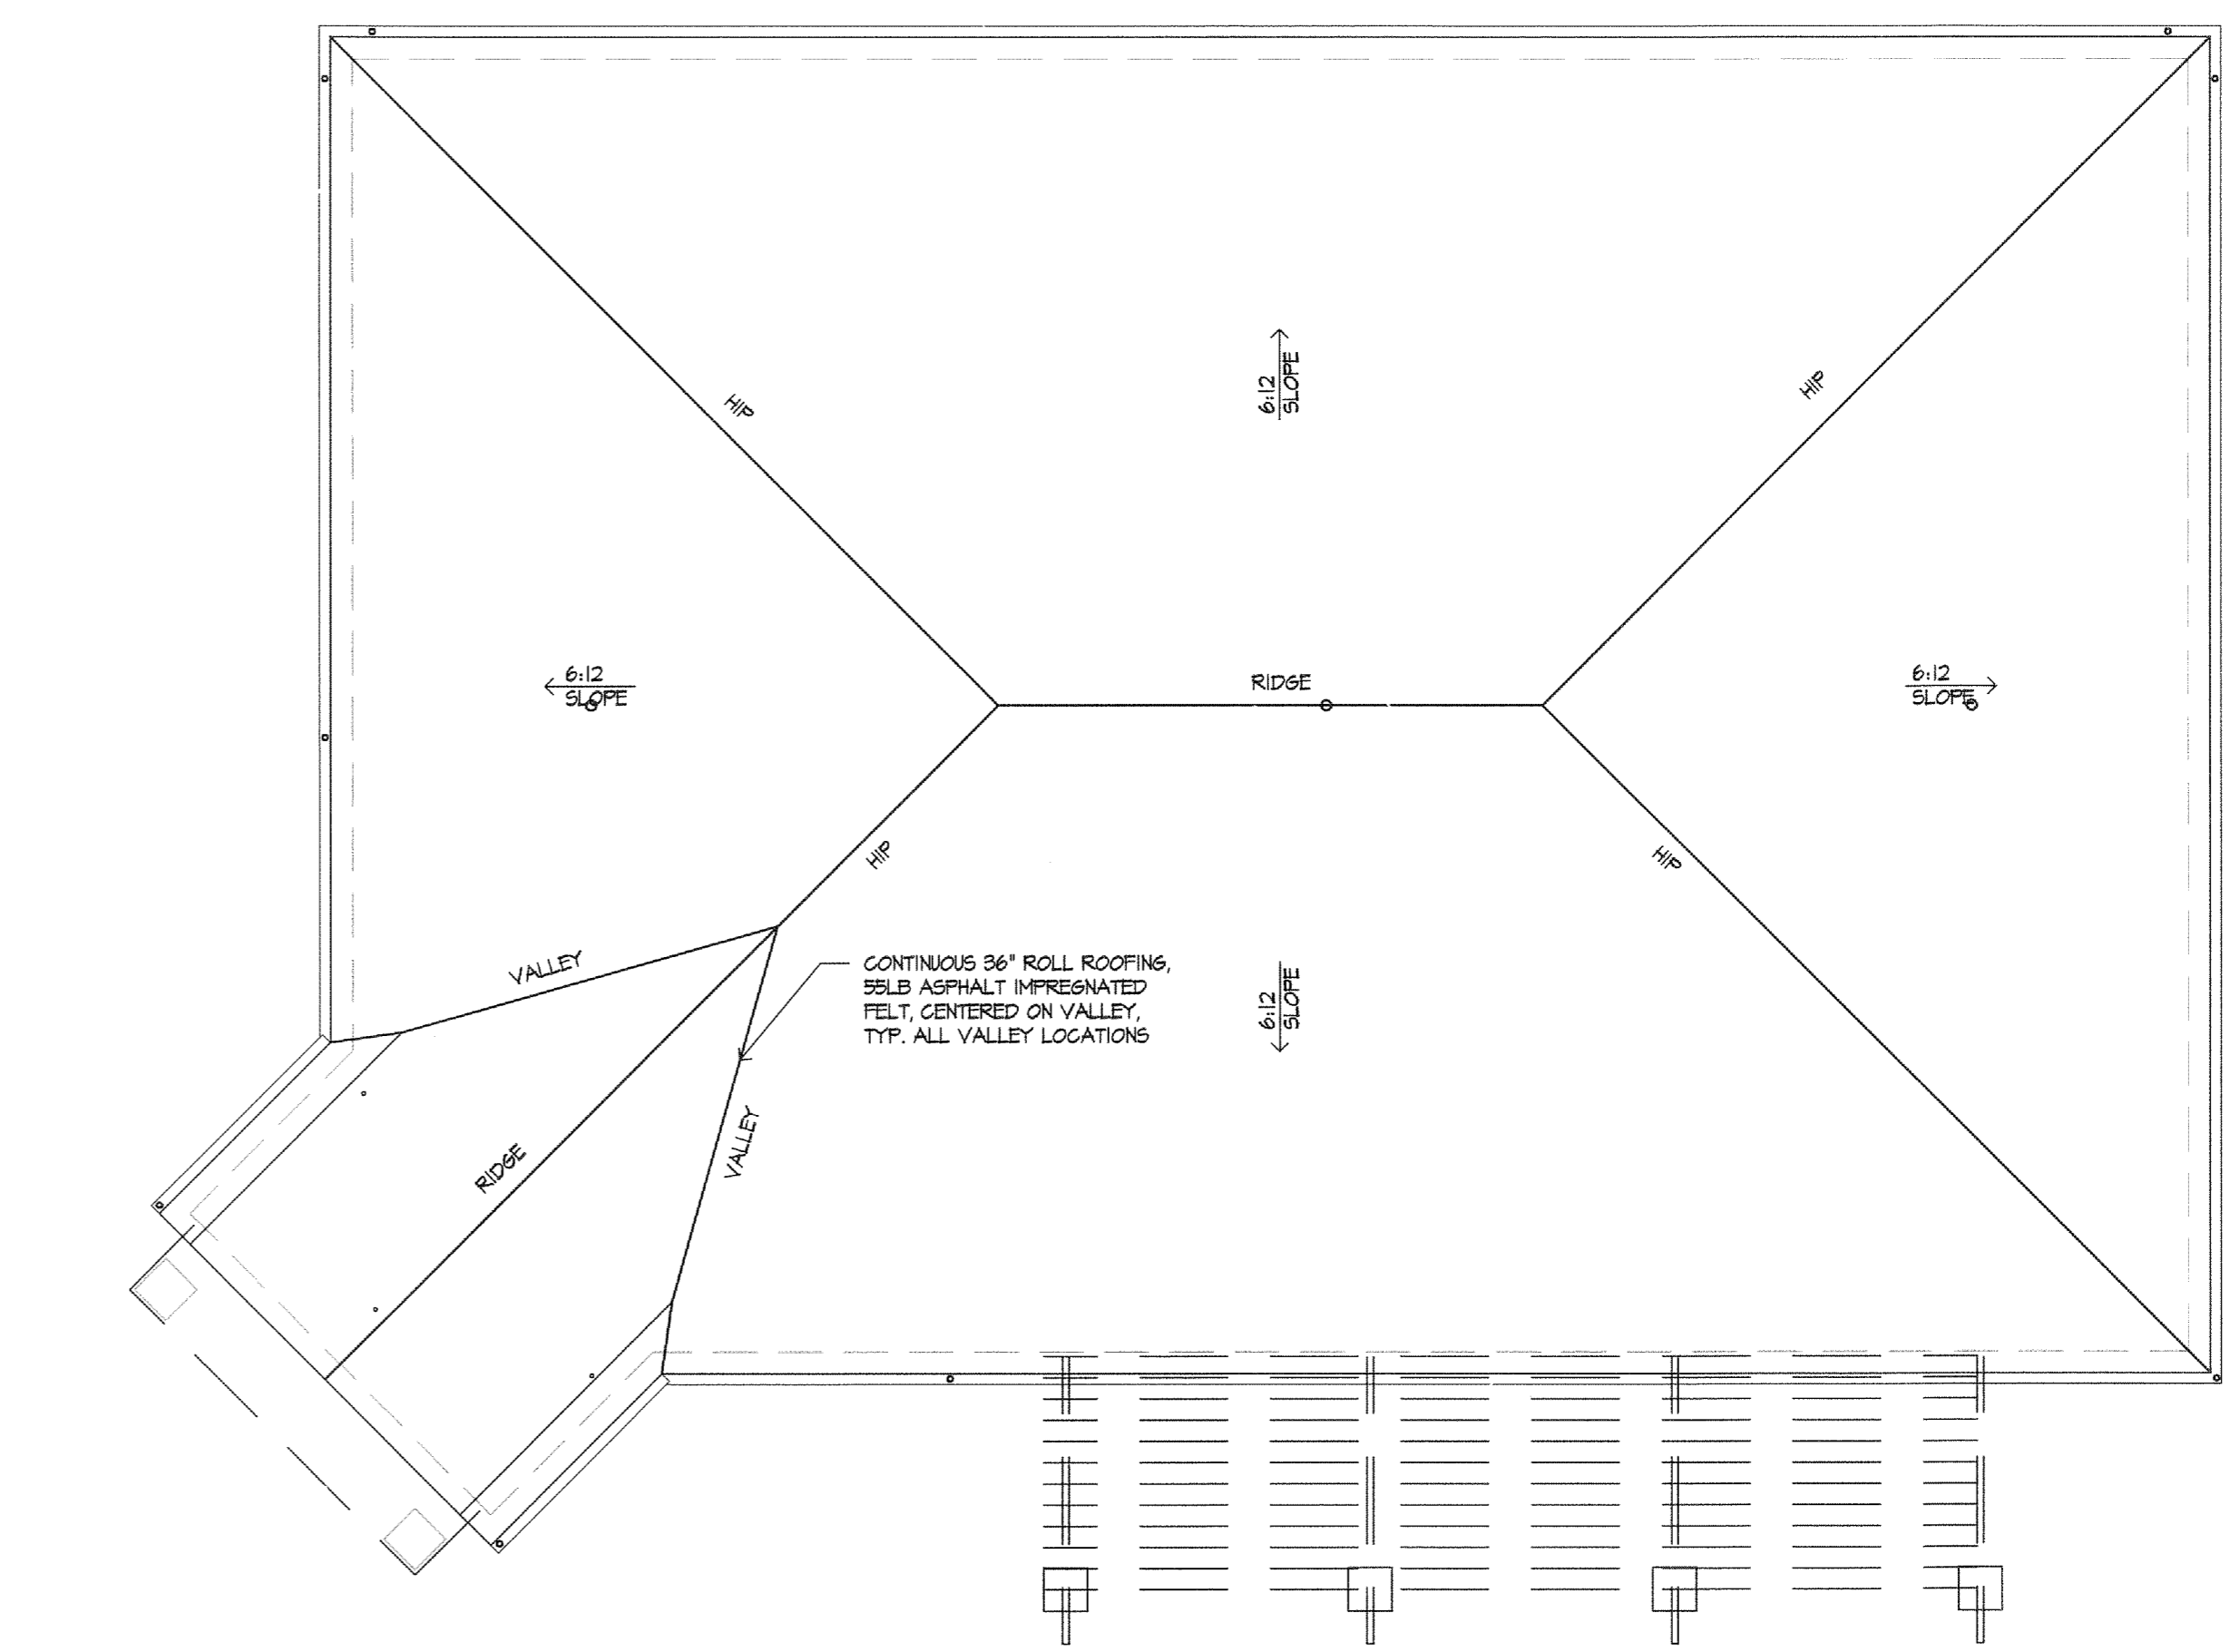 6:12
SLOPE
HIP
HIP
6:12
SLOPE
RIDGE
6:12
SLOPE
HIP
HIP
VALLEY
CONTINUOUS 36" ROLL ROOFING,
55LB ASPHALT IMPREGNATED
FELT, CENTERED ON VALLEY,
TYP. ALL VALLEY LOCATIONS
6:12
SLOPE
VALLEY
RIDGE